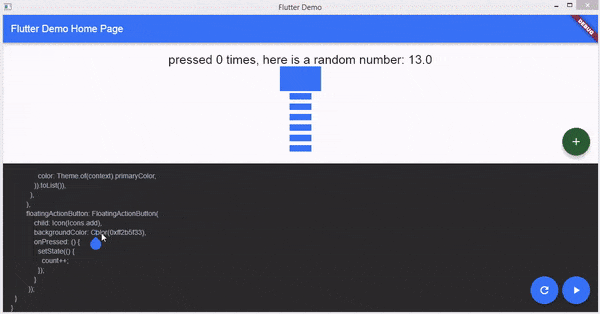 Flutter Demo
Flutter Demo Home Page
DEBUG
pressed 0 times, here is a random number: 13.0
color: Theme.of(context).primaryColor,
)).toList()),
),
),
floatingActionButton: FloatingActionButton(
child: Icon(Icons.add),
backgroundColor: Color(0xff2b5f33),
onPressed: () {
setState(() {
count++;
});
}
));
}
}